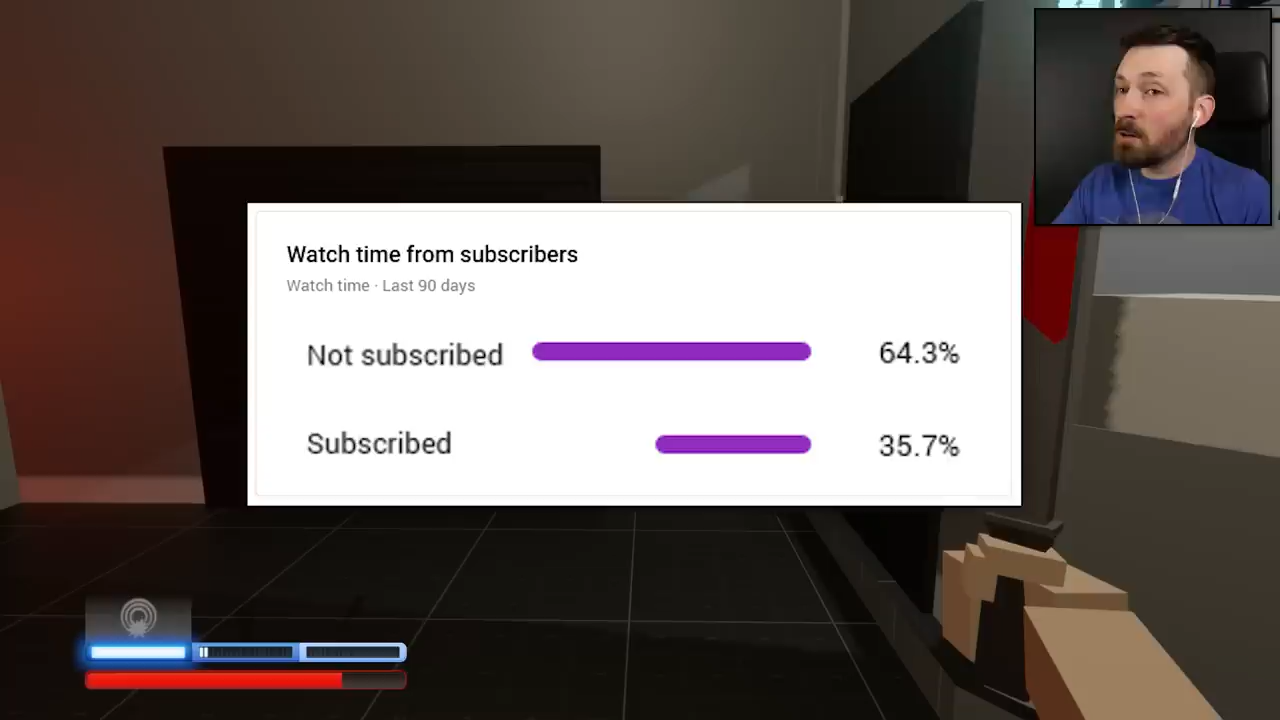 Watch time from subscribers
Watch time · Last 90 days
Not subscribed 64.3%
Subscribed 35.7%